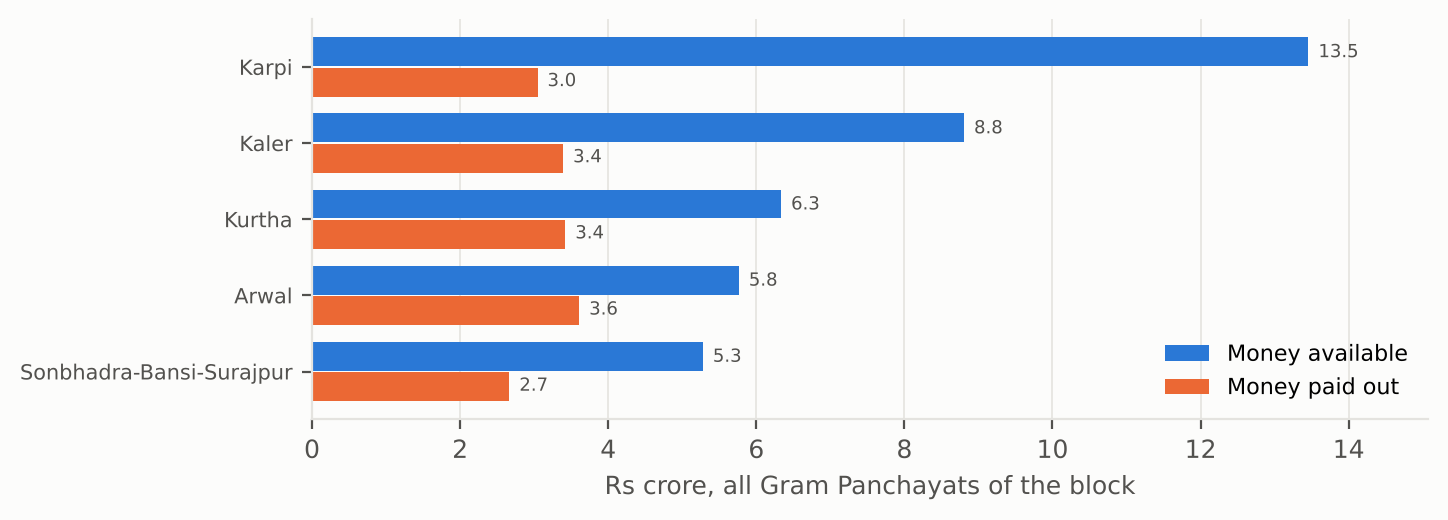 Karpi 13.5
3.0
Kaler 8.8
3.4
Kurtha 6.3
3.4
Arwal 5.8
3.6
Sonbhadra-Bansi-Surajpur 5.3
2.7
Money available
Money paid out
0 2 4 6 8 10 12 14
Rs crore, all Gram Panchayats of the block